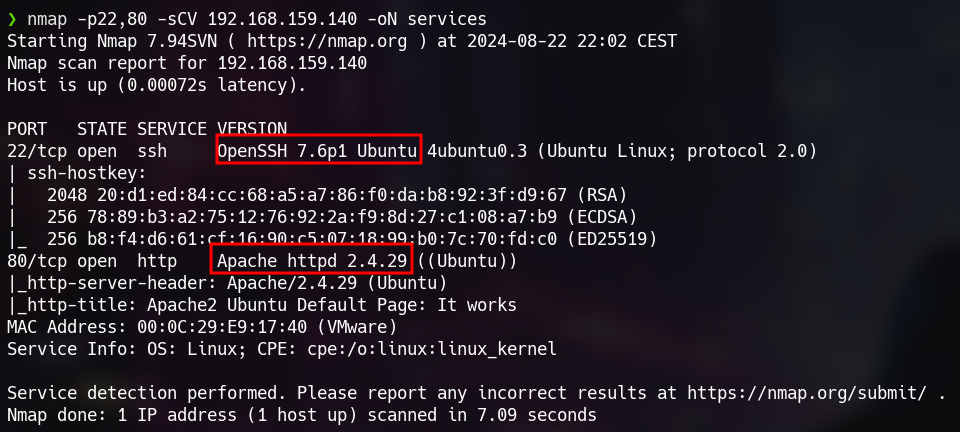 ❯ nmap -p22,80 -sCV 192.168.159.140 -oN services
Starting Nmap 7.94SVN ( https://nmap.org ) at 2024-08-22 22:02 CEST
Nmap scan report for 192.168.159.140
Host is up (0.00072s latency).

PORT   STATE SERVICE VERSION
22/tcp open  ssh     OpenSSH 7.6p1 Ubuntu 4ubuntu0.3 (Ubuntu Linux; protocol 2.0)
| ssh-hostkey:
|   2048 20:d1:ed:84:cc:68:a5:a7:86:f0:da:b8:92:3f:d9:67 (RSA)
|   256 78:89:b3:a2:75:12:76:92:2a:f9:8d:27:c1:08:a7:b9 (ECDSA)
|_  256 b8:f4:d6:61:cf:16:90:c5:07:18:99:b0:7c:70:fd:c0 (ED25519)
80/tcp open  http    Apache httpd 2.4.29 ((Ubuntu))
|_http-server-header: Apache/2.4.29 (Ubuntu)
|_http-title: Apache2 Ubuntu Default Page: It works
MAC Address: 00:0C:29:E9:17:40 (VMware)
Service Info: OS: Linux; CPE: cpe:/o:linux:linux_kernel

Service detection performed. Please report any incorrect results at https://nmap.org/submit/ .
Nmap done: 1 IP address (1 host up) scanned in 7.09 seconds